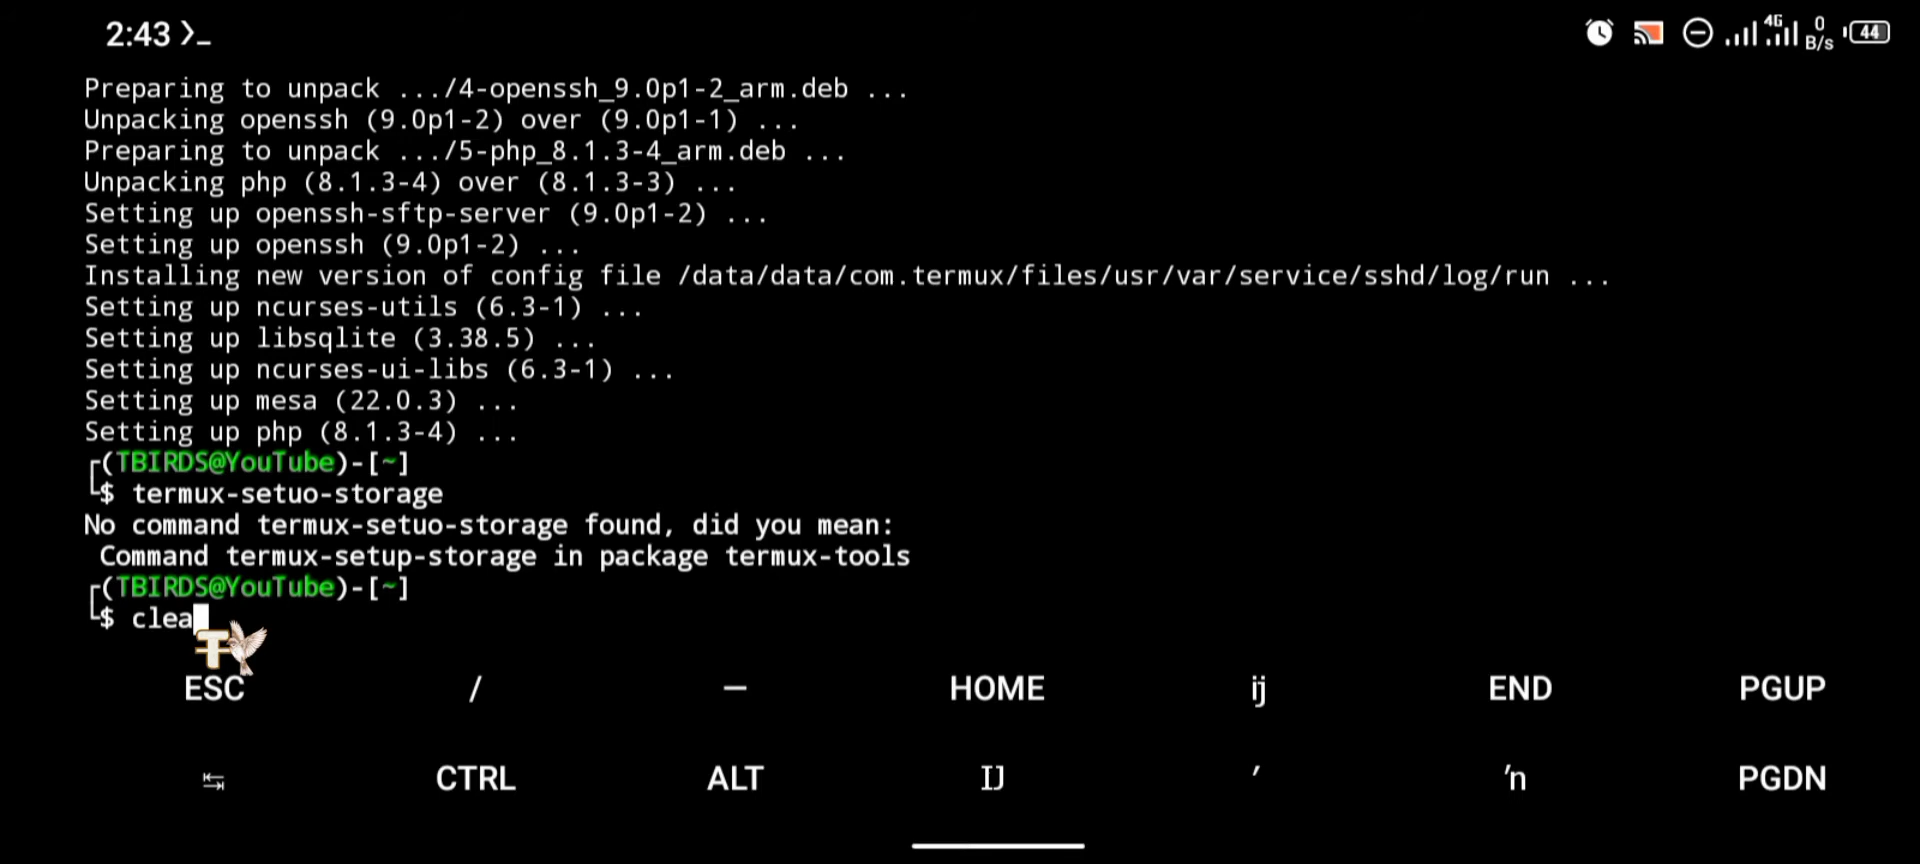 2:43 ❯_
4G 0 B/s 44
Preparing to unpack .../4-openssh_9.0p1-2_arm.deb ...
Unpacking openssh (9.0p1-2) over (9.0p1-1) ...
Preparing to unpack .../5-php_8.1.3-4_arm.deb ...
Unpacking php (8.1.3-4) over (8.1.3-3) ...
Setting up openssh-sftp-server (9.0p1-2) ...
Setting up openssh (9.0p1-2) ...
Installing new version of config file /data/data/com.termux/files/usr/var/service/sshd/log/run ...
Setting up ncurses-utils (6.3-1) ...
Setting up libsqlite (3.38.5) ...
Setting up ncurses-ui-libs (6.3-1) ...
Setting up mesa (22.0.3) ...
Setting up php (8.1.3-4) ...
┌(TBIRDS@YouTube)-[~]
└$ termux-setuo-storage
No command termux-setuo-storage found, did you mean:
 Command termux-setup-storage in package termux-tools
┌(TBIRDS@YouTube)-[~]
└$ clea
T
ESC / — HOME ĳ END PGUP
↹ CTRL ALT Ĳ ′ ŉ PGDN